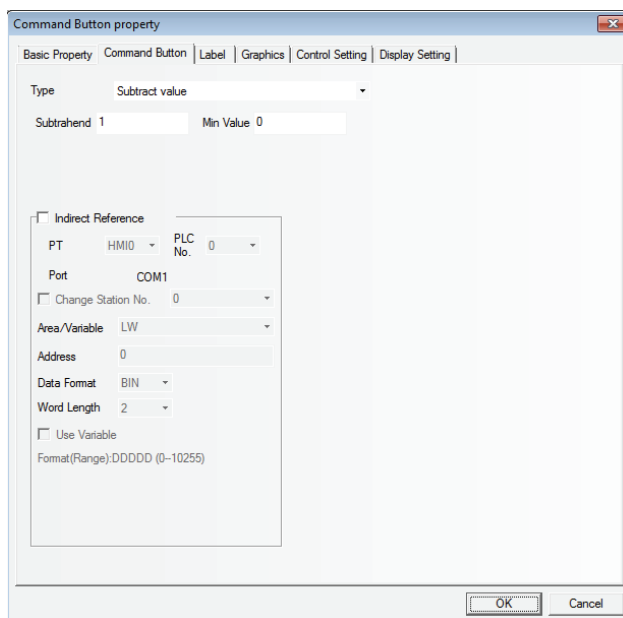 Command Button property
Basic Property Command Button Label Graphics Control Setting Display Setting
Type Subtract value
Subtrahend 1 Min Value 0
Indirect Reference
PT HMI0 PLC No. 0
Port COM1
Change Station No. 0
Area/Variable LW
Address 0
Data Format BIN
Word Length 2
Use Variable
Format(Range):DDDDD (0~10255)
OK Cancel